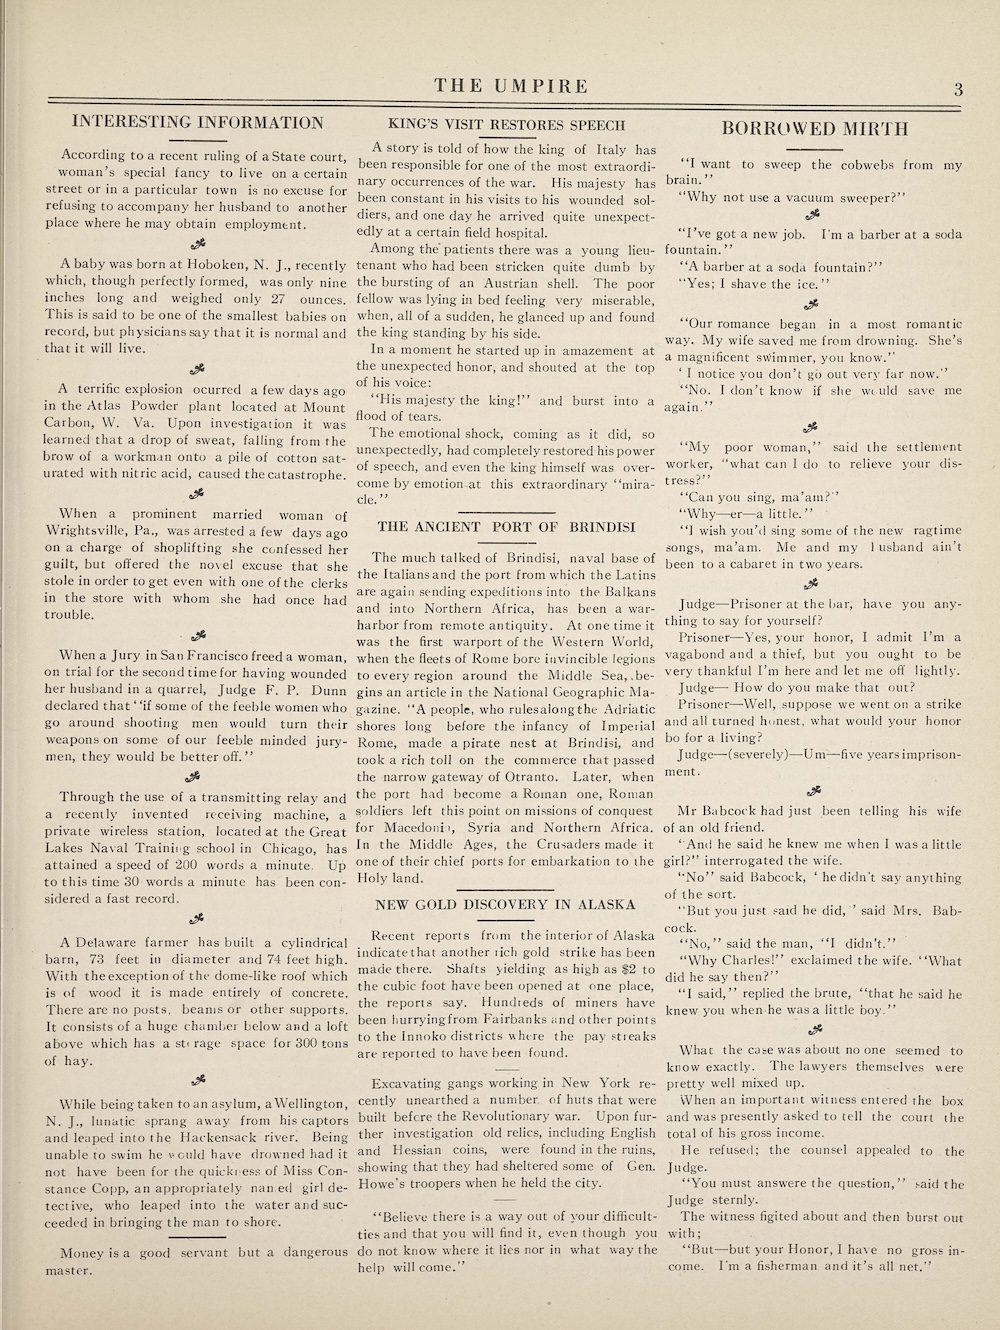 THE UMPIRE
3
INTERESTING INFORMATION
According to a recent ruling of a State court,
woman's special fancy to live on a certain
street or in a particular town is no excuse for
refusing to accompany her husband to another
place where he may obtain employment.
A baby was born at Hoboken, N. J., recently
which, though perfectly formed, was only nine
inches long and weighed only 27 ounces.
This is said to be one of the smallest babies on
record, but physicians say that it is normal and
that it will live.
A terrific explosion ocurred a few days ago
in the Atlas Powder plant located at Mount
Carbon, W. Va. Upon investigation it was
learned that a drop of sweat, falling from the
brow of a workman onto a pile of cotton sat-
urated with nitric acid, caused the catastrophe.
When a prominent married woman of
Wrightsville, Pa., was arrested a few days ago
on a charge of shoplifting she confessed her
guilt, but offered the novel excuse that she
stole in order to get even with one of the clerks
in the store with whom she had once had
trouble.
When a Jury in San Francisco freed a woman,
on trial for the second time for having wounded
her husband in a quarrel, Judge F. P. Dunn
declared that "if some of the feeble women who
go around shooting men would turn their
weapons on some of our feeble minded jury-
men, they would be better off."
Through the use of a transmitting relay and
a recently invented receiving machine, a
private wireless station, located at the Great
Lakes Naval Training school in Chicago, has
attained a speed of 200 words a minute. Up
to this time 30 words a minute has been con-
sidered a fast record.
A Delaware farmer has built a cylindrical
barn, 73 feet in diameter and 74 feet high.
With the exception of the dome-like roof which
is of wood it is made entirely of concrete.
There are no posts, beams or other supports.
It consists of a huge chamber below and a loft
above which has a storage space for 300 tons
of hay.
While being taken to an asylum, a Wellington,
N. J., lunatic sprang away from his captors
and leaped into the Hackensack river. Being
unable to swim he would have drowned had it
not have been for the quickness of Miss Con-
stance Copp, an appropriately named girl de-
tective, who leaped into the water and suc-
ceeded in bringing the man to shore.
Money is a good servant but a dangerous
master.
KING'S VISIT RESTORES SPEECH
A story is told of how the king of Italy has
been responsible for one of the most extraordi-
nary occurrences of the war. His majesty has
been constant in his visits to his wounded sol-
diers, and one day he arrived quite unexpect-
edly at a certain field hospital.
Among the patients there was a young lieu-
tenant who had been stricken quite dumb by
the bursting of an Austrian shell. The poor
fellow was lying in bed feeling very miserable,
when, all of a sudden, he glanced up and found
the king standing by his side.
In a moment he started up in amazement at
the unexpected honor, and shouted at the top
of his voice:
"His majesty the king!" and burst into a
flood of tears.
The emotional shock, coming as it did, so
unexpectedly, had completely restored his power
of speech, and even the king himself was over-
come by emotion at this extraordinary "mira-
cle."
THE ANCIENT PORT OF BRINDISI
The much talked of Brindisi, naval base of
the Italians and the port from which the Latins
are again sending expeditions into the Balkans
and into Northern Africa, has been a war-
harbor from remote antiquity. At one time it
was the first warport of the Western World,
when the fleets of Rome bore invincible legions
to every region around the Middle Sea, be-
gins an article in the National Geographic Ma-
gazine. "A people, who rules along the Adriatic
shores long before the infancy of Imperial
Rome, made a pirate nest at Brindisi, and
took a rich toll on the commerce that passed
the narrow gateway of Otranto. Later, when
the port had become a Roman one, Roman
soldiers left this point on missions of conquest
for Macedonia, Syria and Northern Africa.
In the Middle Ages, the Crusaders made it
one of their chief ports for embarkation to the
Holy land.
NEW GOLD DISCOVERY IN ALASKA
Recent reports from the interior of Alaska
indicate that another rich gold strike has been
made there. Shafts yielding as high as $2 to
the cubic foot have been opened at one place,
the reports say. Hundreds of miners have
been hurrying from Fairbanks and other points
to the Innoko districts where the pay streaks
are reported to have been found.
Excavating gangs working in New York re-
cently unearthed a number of huts that were
built before the Revolutionary war. Upon fur-
ther investigation old relics, including English
and Hessian coins, were found in the ruins,
showing that they had sheltered some of Gen.
Howe's troopers when he held the city.
"Believe there is a way out of your difficult-
ties and that you will find it, even though you
do not know where it lies nor in what way the
help will come."
BORROWED MIRTH
"I want to sweep the cobwebs from my
brain."
"Why not use a vacuum sweeper?"
"I've got a new job. I'm a barber at a soda
fountain."
"A barber at a soda fountain?"
"Yes; I shave the ice."
"Our romance began in a most romantic
way. My wife saved me from drowning. She's
a magnificent swimmer, you know."
' I notice you don't go out very far now."
"No. I don't know if she would save me
again."
"My poor woman," said the settlement
worker, "what can I do to relieve your dis-
tress?"
"Can you sing, ma'am?"
"Why—er—a little."
"I wish you'd sing some of the new ragtime
songs, ma'am. Me and my husband ain't
been to a cabaret in two years.
Judge—Prisoner at the bar, have you any-
thing to say for yourself?
Prisoner—Yes, your honor, I admit I'm a
vagabond and a thief, but you ought to be
very thankful I'm here and let me off lightly.
Judge— How do you make that out?
Prisoner—Well, suppose we went on a strike
and all turned honest, what would your honor
bo for a living?
Judge—(severely)—Um—five years imprison-
ment.
Mr Babcock had just been telling his wife
of an old friend.
"And he said he knew me when I was a little
girl?" interrogated the wife.
"No" said Babcock, ' he didn't say anything
of the sort.
"But you just said he did,' said Mrs. Bab-
cock.
"No," said the man, "I didn't."
"Why Charles!" exclaimed the wife. "What
did he say then?"
"I said," replied the brute, "that he said he
knew you when he was a little boy."
What the case was about no one seemed to
know exactly. The lawyers themselves were
pretty well mixed up.
When an important witness entered the box
and was presently asked to tell the court the
total of his gross income.
He refused; the counsel appealed to the
Judge.
"You must answere the question," said the
Judge sternly.
The witness figited about and then burst out
with;
"But—but your Honor, I have no gross in-
come. I'm a fisherman and it's all net."